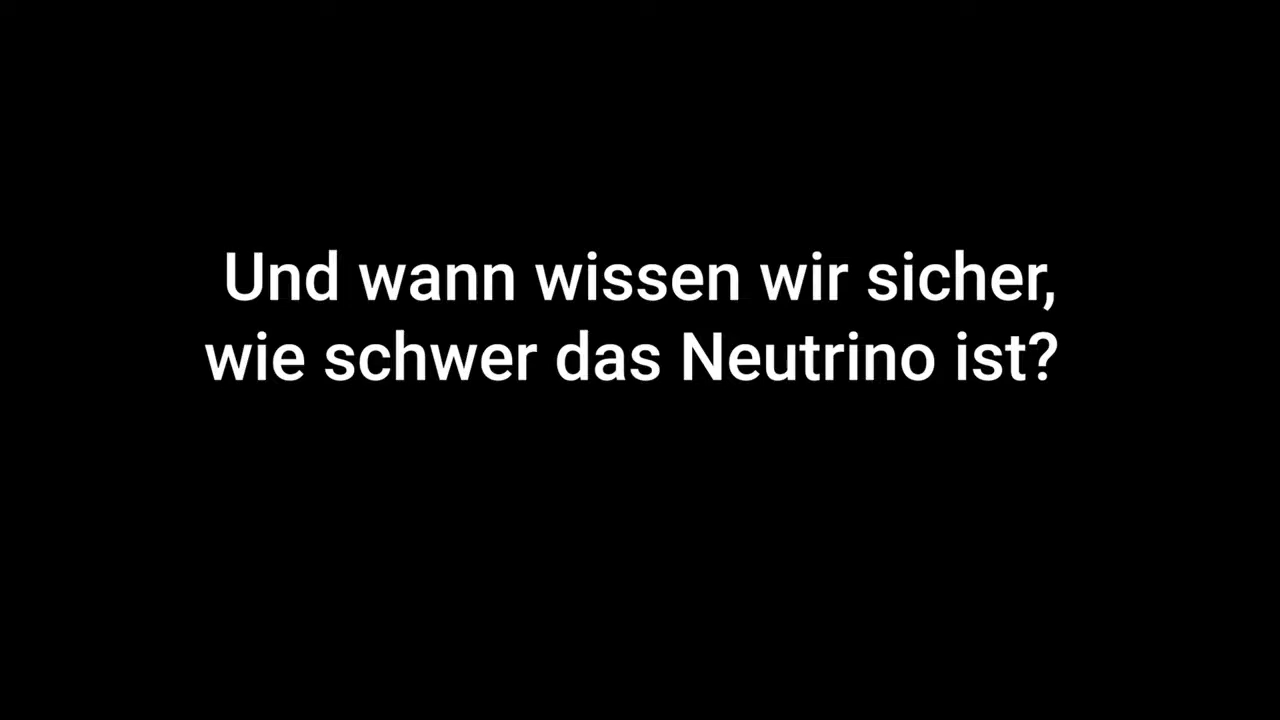 Und wann wissen wir sicher,
wie schwer das Neutrino ist?